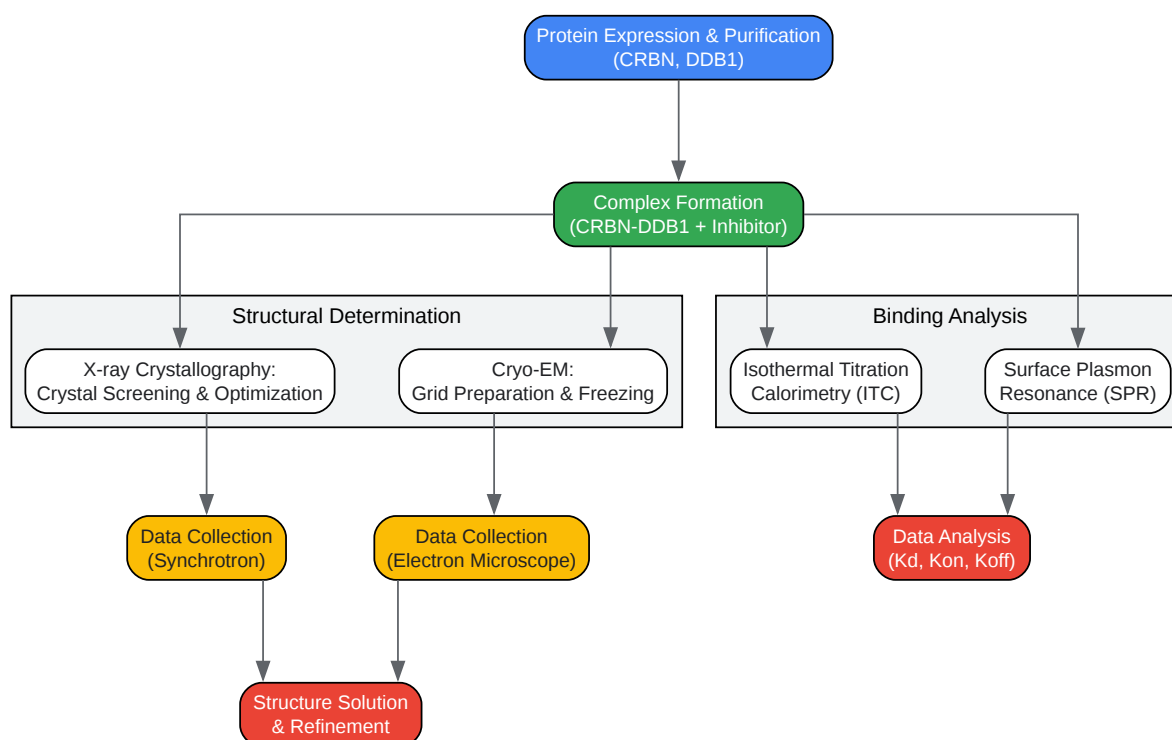 Protein Expression & Purification
(CRBN, DDB1)
Complex Formation
(CRBN-DDB1 + Inhibitor)
Structural Determination
Binding Analysis
X-ray Crystallography:
Crystal Screening & Optimization
Cryo-EM:
Grid Preparation & Freezing
Isothermal Titration
Calorimetry (ITC)
Surface Plasmon
Resonance (SPR)
Data Collection
(Synchrotron)
Data Collection
(Electron Microscope)
Data Analysis
(Kd, Kon, Koff)
Structure Solution
& Refinement